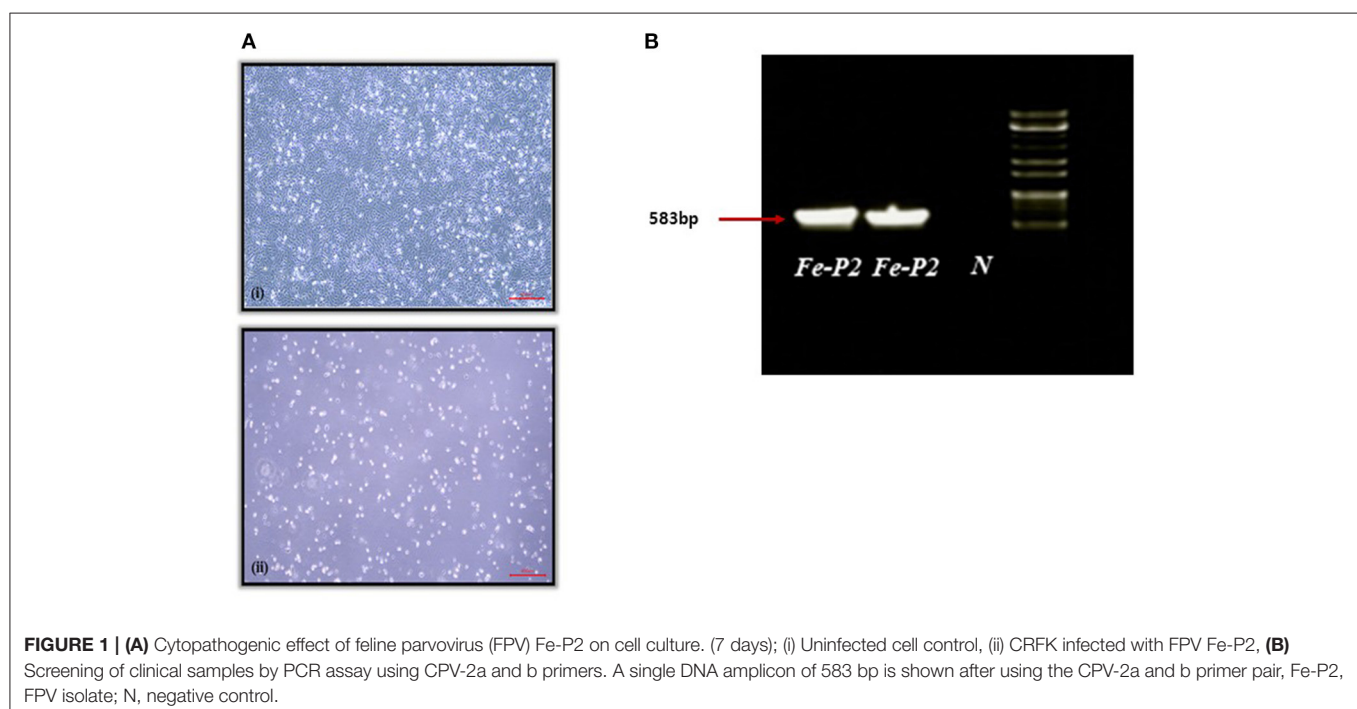 A
B
(i)
(ii)
583bp
Fe-P2 Fe-P2 N
FIGURE 1 | (A) Cytopathogenic effect of feline parvovirus (FPV) Fe-P2 on cell culture. (7 days); (i) Uninfected cell control, (ii) CRFK infected with FPV Fe-P2, (B)
Screening of clinical samples by PCR assay using CPV-2a and b primers. A single DNA amplicon of 583 bp is shown after using the CPV-2a and b primer pair, Fe-P2,
FPV isolate; N, negative control.